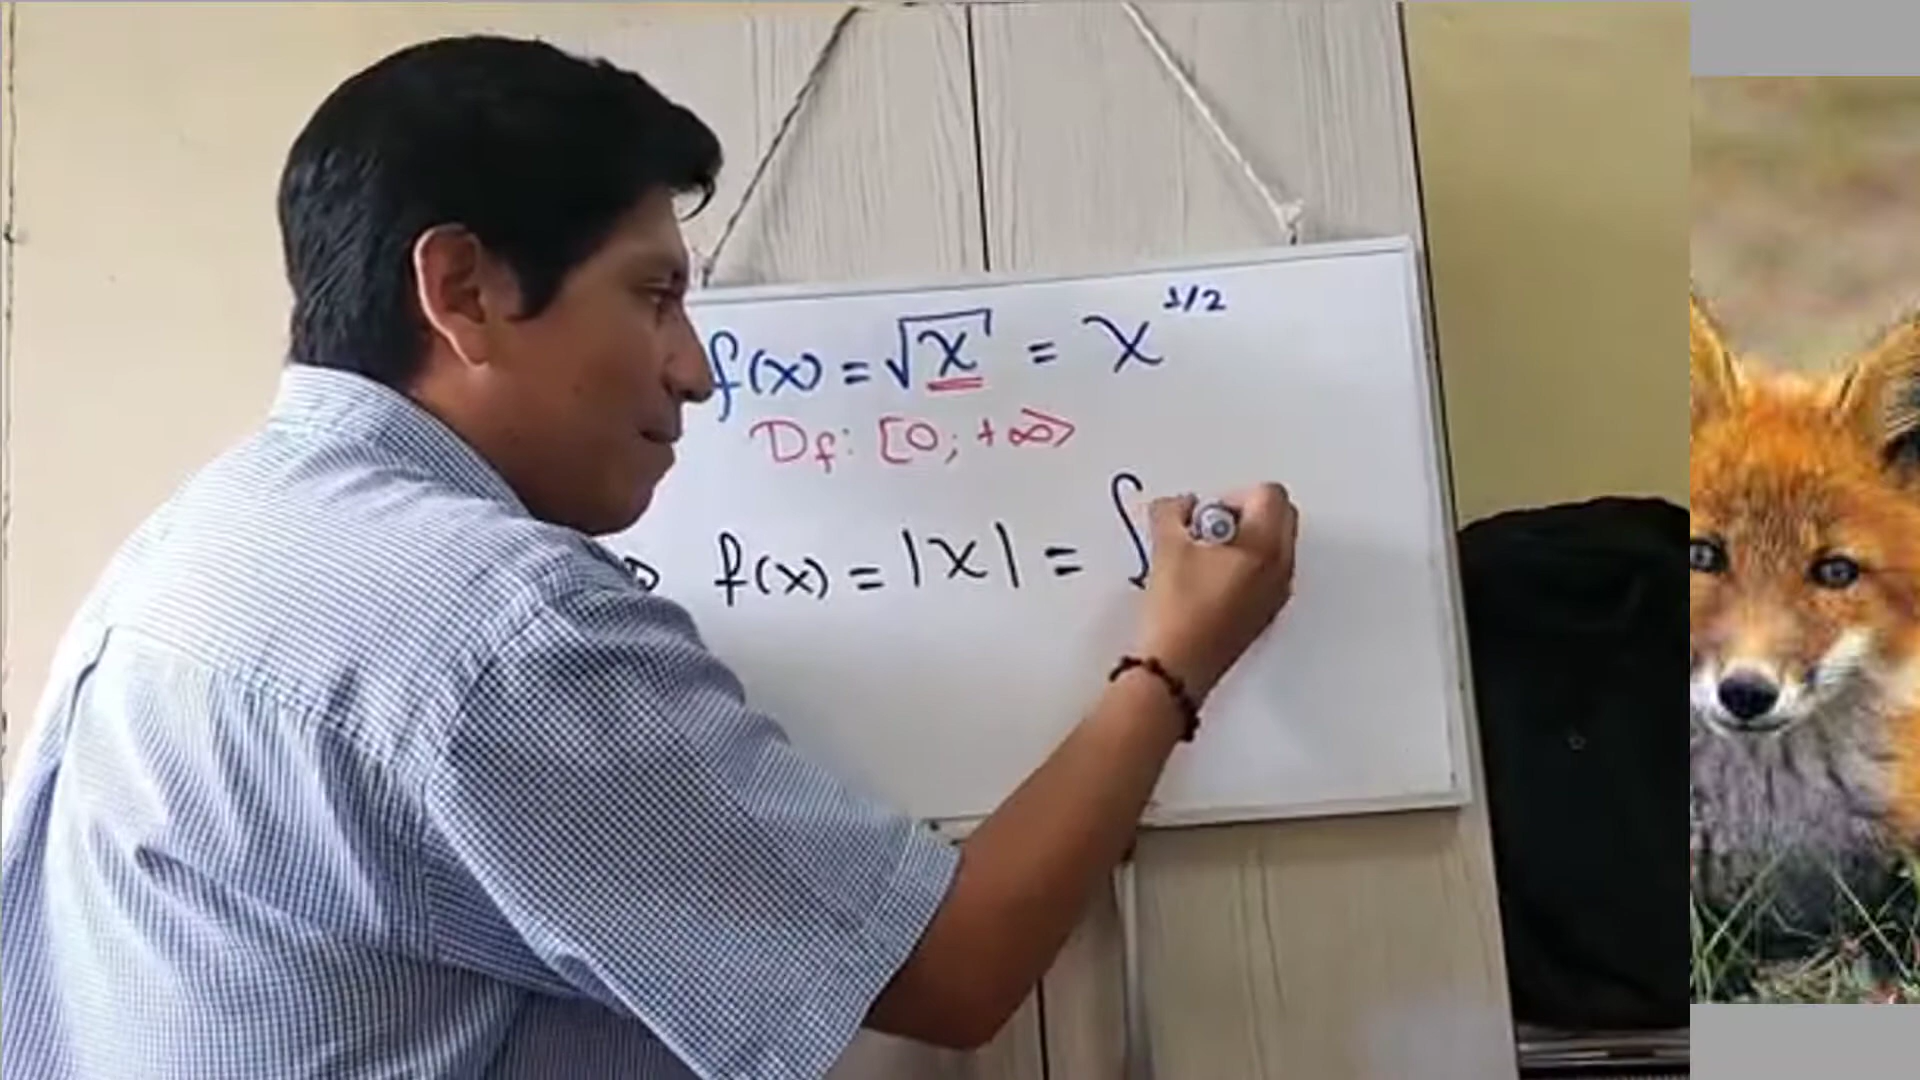 f(x) = √x = x^1/2
Df: [0; +∞>
f(x) = |x| =